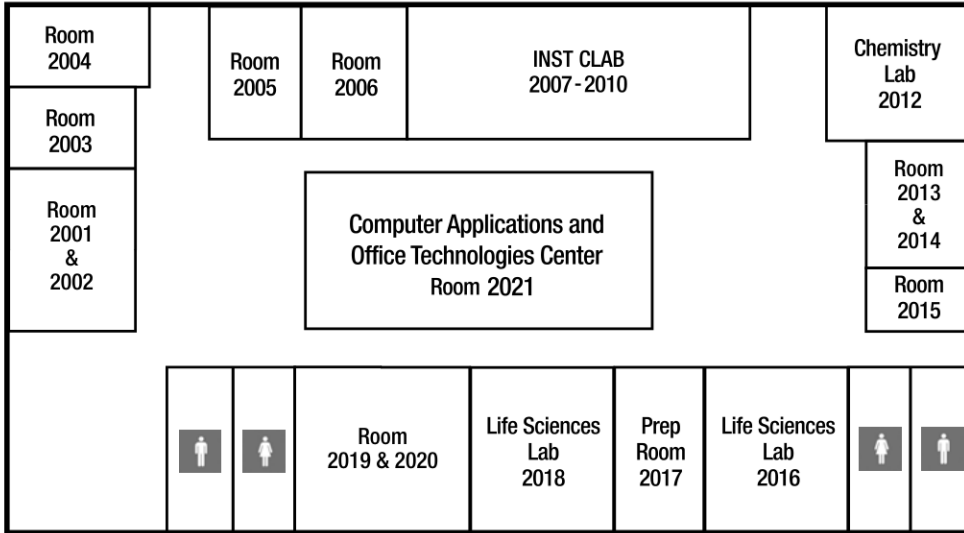 Room
2004
Room
2005
Room
2006
INST CLAB
2007-2010
Chemistry
Lab
2012
Room
2003
Room
2001
&
2002
Computer Applications and
Office Technologies Center
Room 2021
Room
2013
&
2014
Room
2015
Room
2019 & 2020
Life Sciences
Lab
2018
Prep
Room
2017
Life Sciences
Lab
2016